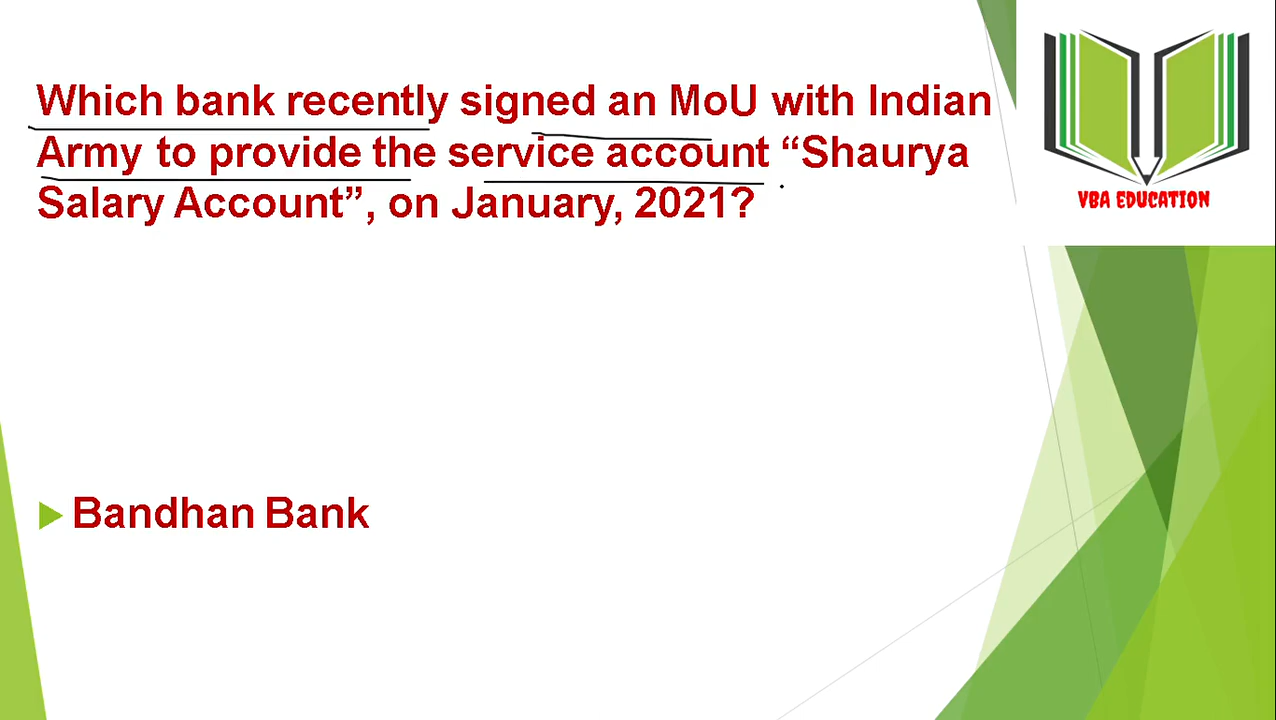 Which bank recently signed an MoU with Indian
Army to provide the service account “Shaurya
Salary Account”, on January, 2021?
VBA EDUCATION
Bandhan Bank